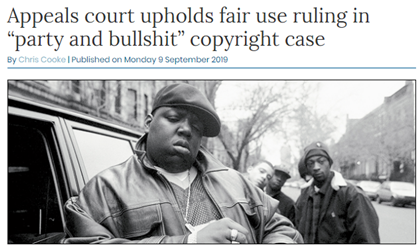 Appeals court upholds fair use ruling in
“party and bullshit” copyright case
By Chris Cooke | Published on Monday 9 September 2019